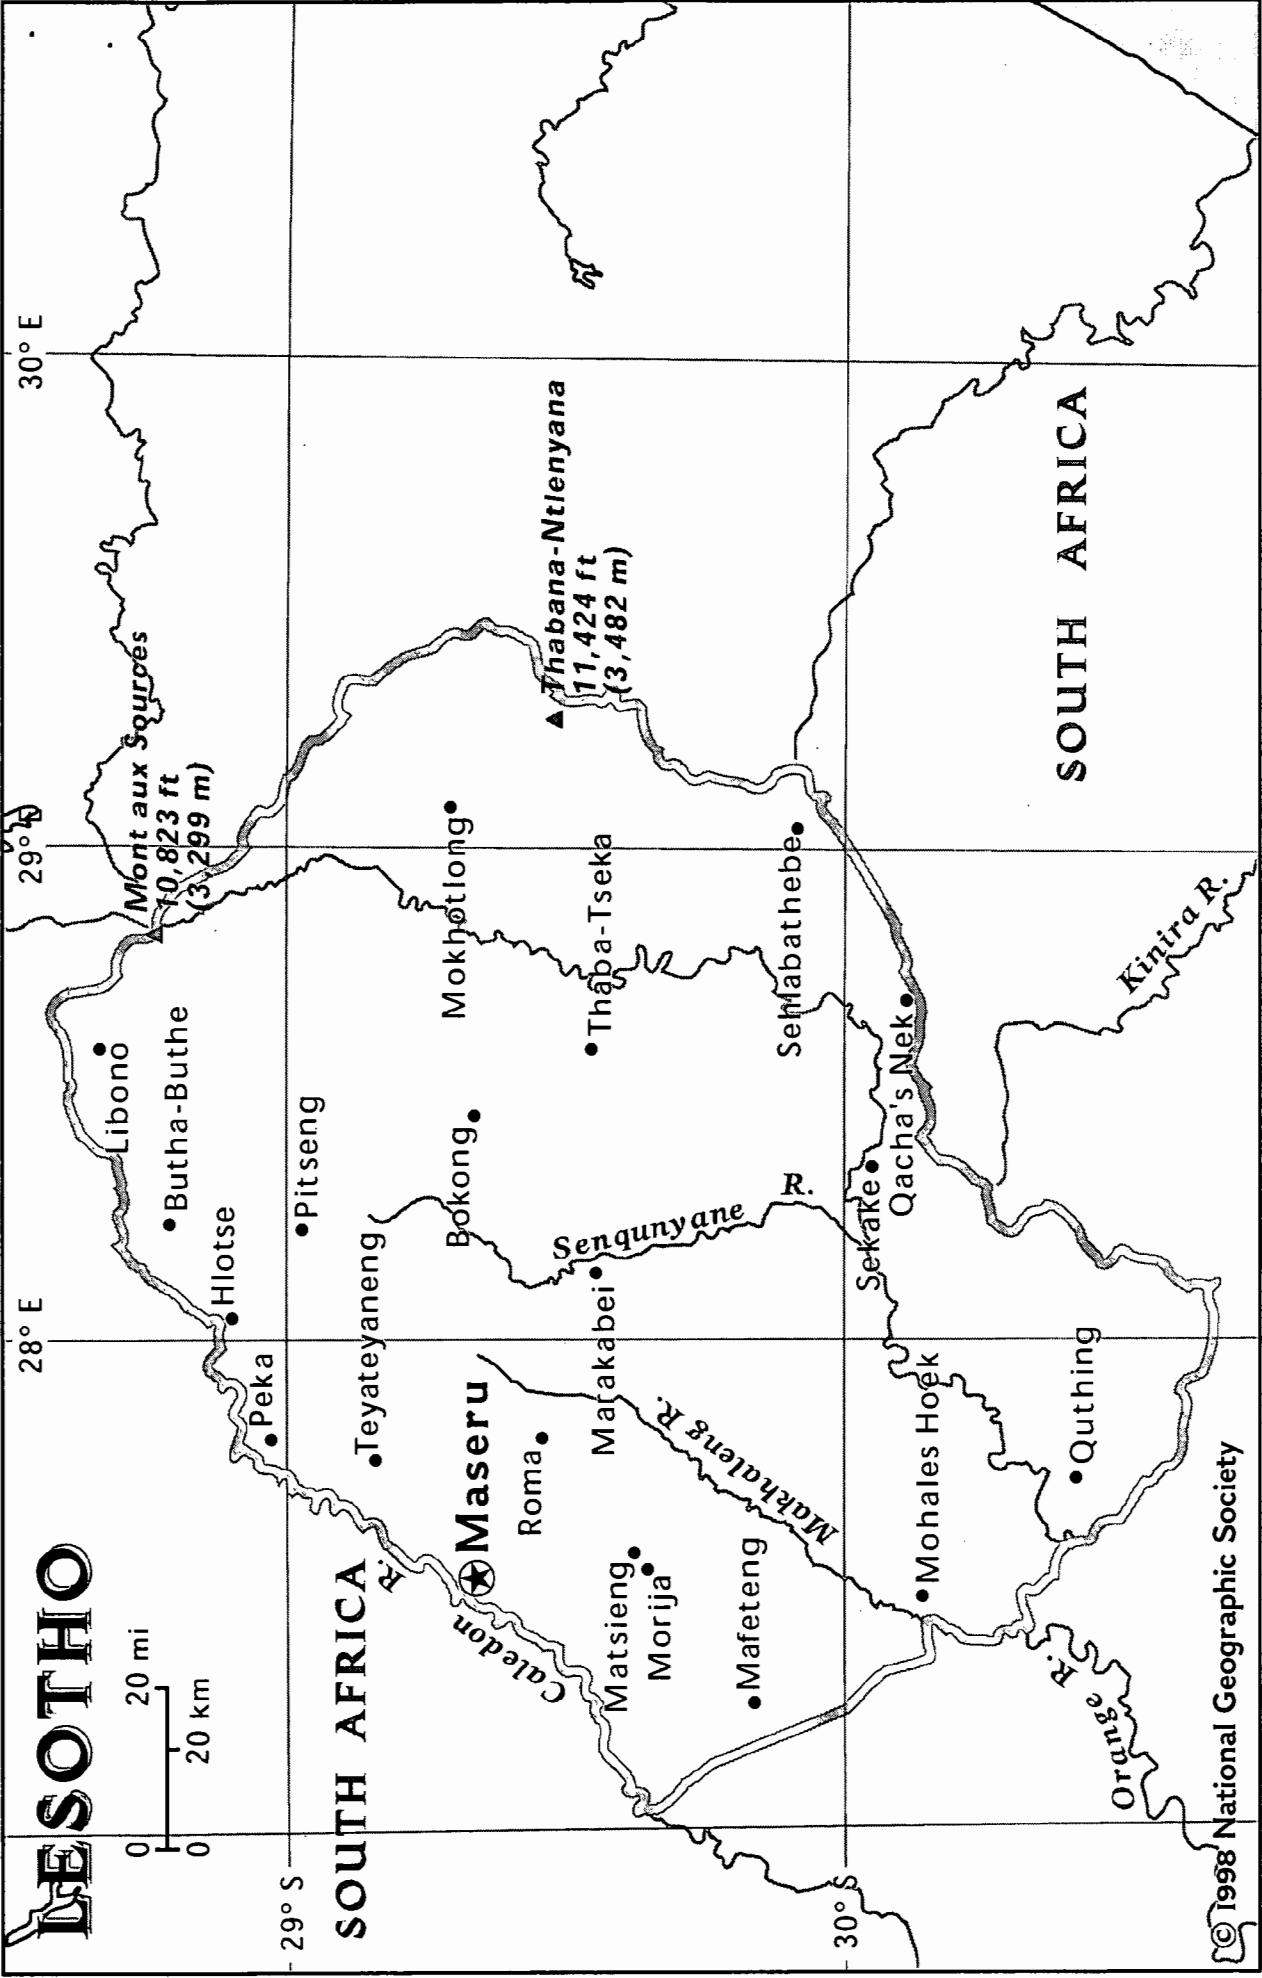 LESOTHO
0 20 mi
0 20 km
28° E
29° E
30° E
29° S
30° S
SOUTH AFRICA
Mont aux Sources
10,823 ft
(3,299 m)
Libono
Butha-Buthe
Hlotse
Pitseng
Peka
Teyateyaneng
Mokhotlong
Bokong
Caledon R.
Maseru
Roma
Thabana-Ntlenyana
11,424 ft
(3,482 m)
Thaba-Tseka
Senqunyane R.
Marakabei
Makhaleng R.
Matsieng
Morija
Mafeteng
Sehlabathebe
Sekake
Qacha's Nek
Mohales Hoek
Quthing
Orange R.
Kinira R.
SOUTH AFRICA
© 1998 National Geographic Society